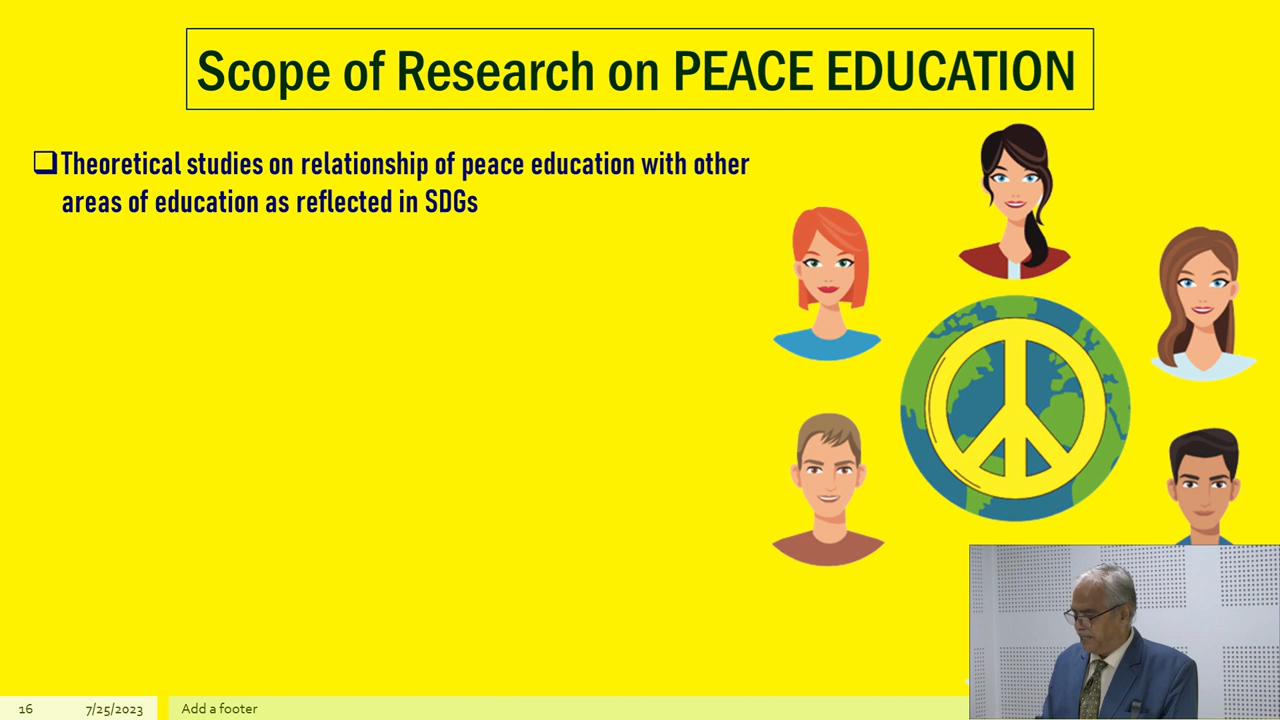 Scope of Research on PEACE EDUCATION
Theoretical studies on relationship of peace education with other
areas of education as reflected in SDGs
16 7/25/2023 Add a footer